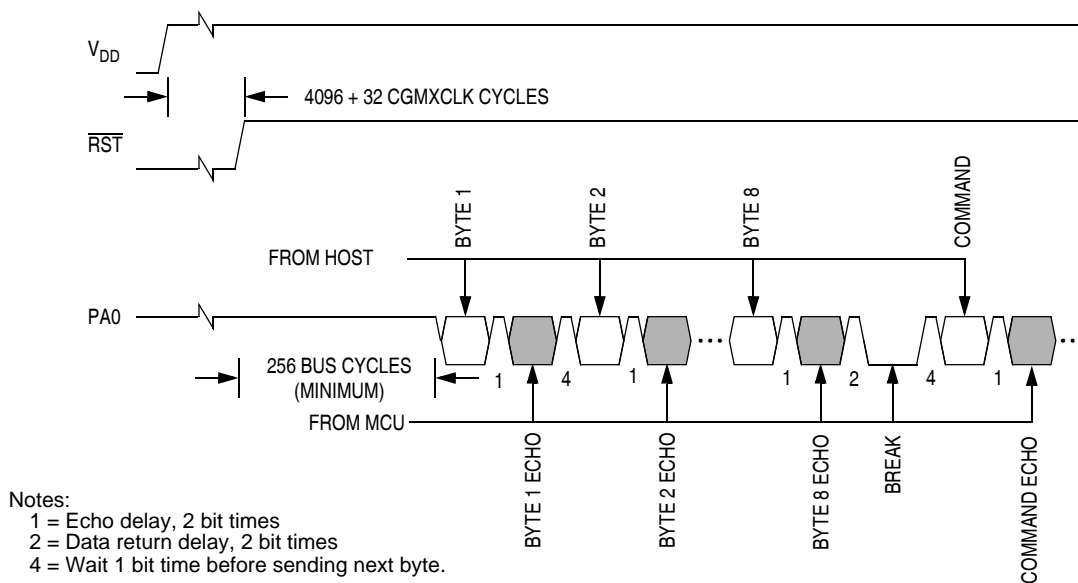 VDD
4096 + 32 CGMXCLK CYCLES
RST
BYTE 1
BYTE 2
BYTE 8
COMMAND
FROM HOST
PA0
256 BUS CYCLES
(MINIMUM)
1
4
1
1
2
4
1
FROM MCU
BYTE 1 ECHO
BYTE 2 ECHO
BYTE 8 ECHO
BREAK
COMMAND ECHO
Notes:
1 = Echo delay, 2 bit times
2 = Data return delay, 2 bit times
4 = Wait 1 bit time before sending next byte.